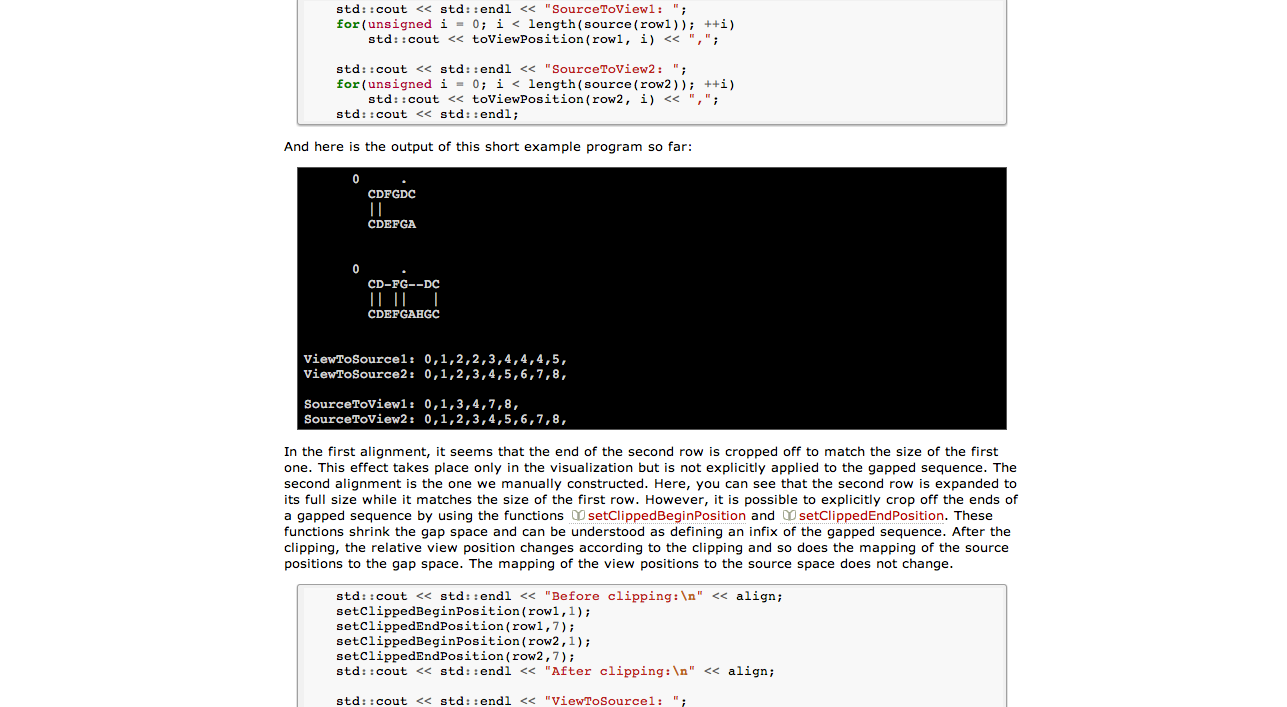 std::cout << std::endl << "SourceToView1: ";
for(unsigned i = 0; i < length(source(row1)); ++i)
std::cout << toViewPosition(row1, i) << ",";
std::cout << std::endl << "SourceToView2: ";
for(unsigned i = 0; i < length(source(row2)); ++i)
std::cout << toViewPosition(row2, i) << ",";
std::cout << std::endl;
And here is the output of this short example program so far:
0     .
CDFGDC
||
CDEFGA
0     .
CD-FG--DC
|| ||   |
CDEFGAHGC
ViewToSource1: 0,1,2,2,3,4,4,4,5,
ViewToSource2: 0,1,2,3,4,5,6,7,8,
SourceToView1: 0,1,3,4,7,8,
SourceToView2: 0,1,2,3,4,5,6,7,8,
In the first alignment, it seems that the end of the second row is cropped off to match the size of the first
one. This effect takes place only in the visualization but is not explicitly applied to the gapped sequence. The
second alignment is the one we manually constructed. Here, you can see that the second row is expanded to
its full size while it matches the size of the first row. However, it is possible to explicitly crop off the ends of
a gapped sequence by using the functions setClippedBeginPosition and setClippedEndPosition. These
functions shrink the gap space and can be understood as defining an infix of the gapped sequence. After the
clipping, the relative view position changes according to the clipping and so does the mapping of the source
positions to the gap space. The mapping of the view positions to the source space does not change.
std::cout << std::endl << "Before clipping:\n" << align;
setClippedBeginPosition(row1,1);
setClippedEndPosition(row1,7);
setClippedBeginPosition(row2,1);
setClippedEndPosition(row2,7);
std::cout << std::endl << "After clipping:\n" << align;
std::cout << std::endl << "ViewToSource1: ";